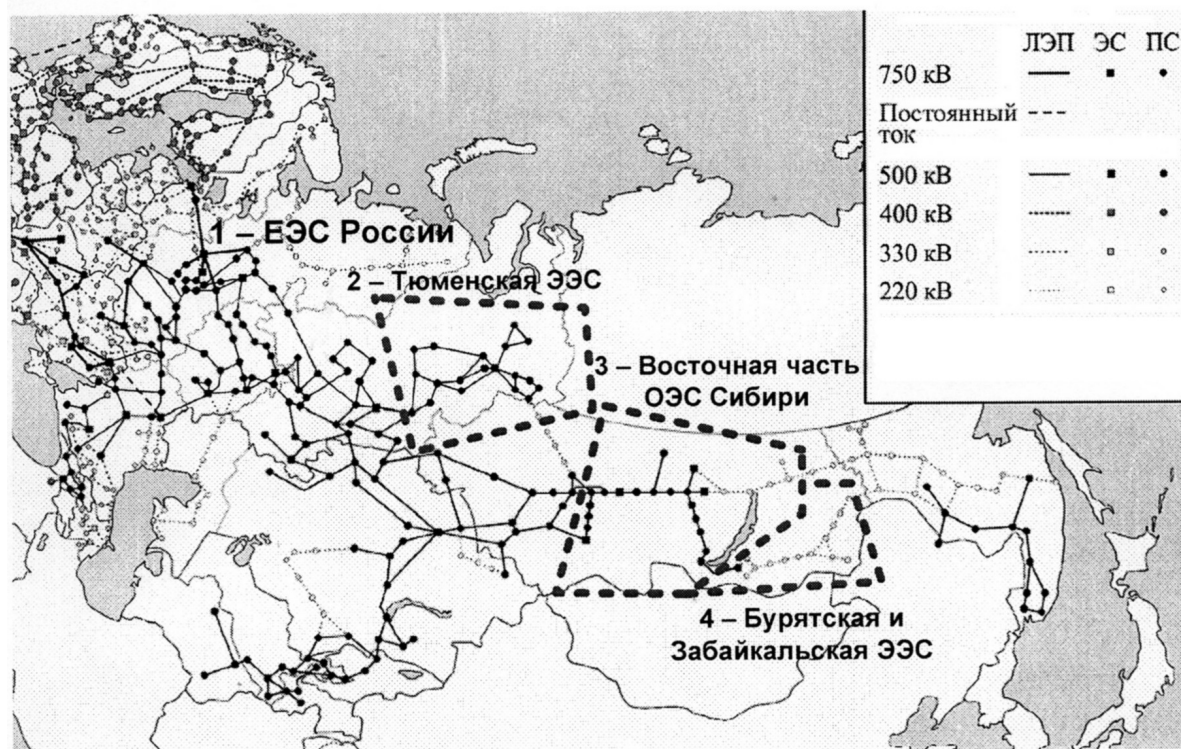 ЛЭП ЭС ПС
750 кВ
Постоянный
ток
500 кВ
400 кВ
330 кВ
220 кВ
1 – ЕЭС России
2 – Тюменская ЭЭС
3 – Восточная часть
ОЭС Сибири
4 – Бурятская и
Забайкальская ЭЭС